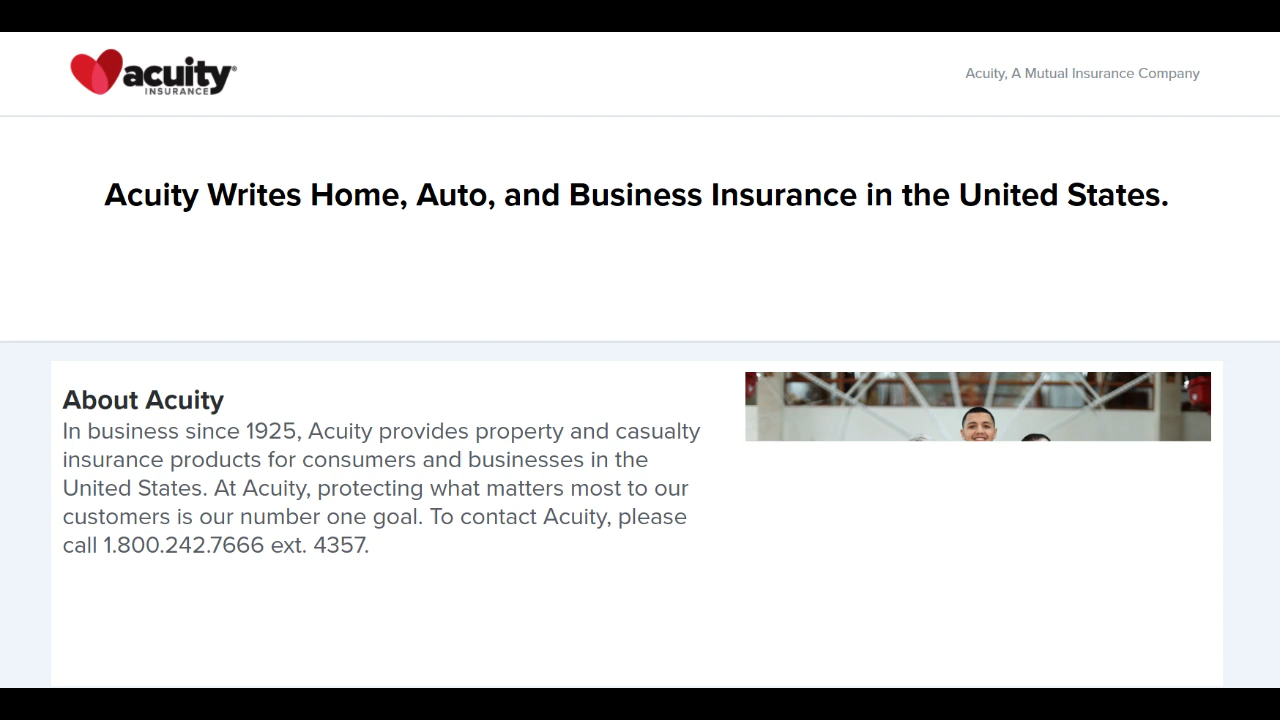 acuity®
INSURANCE
Acuity, A Mutual Insurance Company
Acuity Writes Home, Auto, and Business Insurance in the United States.
About Acuity
In business since 1925, Acuity provides property and casualty
insurance products for consumers and businesses in the
United States. At Acuity, protecting what matters most to our
customers is our number one goal. To contact Acuity, please
call 1.800.242.7666 ext. 4357.